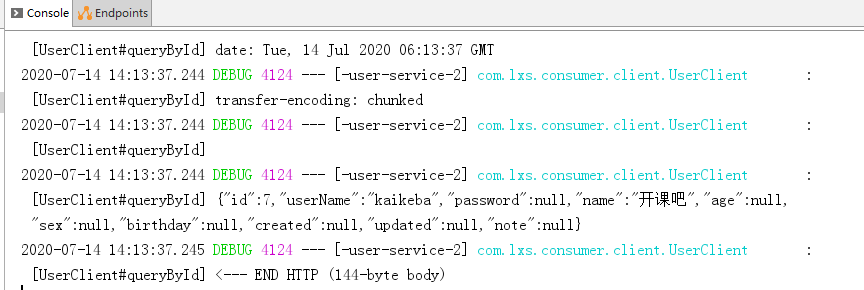 Console Endpoints
[UserClient#queryById] date: Tue, 14 Jul 2020 06:13:37 GMT
2020-07-14 14:13:37.244 DEBUG 4124 --- [-user-service-2] com.lxs.consumer.client.UserClient :
[UserClient#queryById] transfer-encoding: chunked
2020-07-14 14:13:37.244 DEBUG 4124 --- [-user-service-2] com.lxs.consumer.client.UserClient :
[UserClient#queryById]
2020-07-14 14:13:37.244 DEBUG 4124 --- [-user-service-2] com.lxs.consumer.client.UserClient :
[UserClient#queryById] {"id":7,"userName":"kaikeba","password":null,"name":"开课吧","age":null,
"sex":null,"birthday":null,"created":null,"updated":null,"note":null}
2020-07-14 14:13:37.245 DEBUG 4124 --- [-user-service-2] com.lxs.consumer.client.UserClient :
[UserClient#queryById] <--- END HTTP (144-byte body)